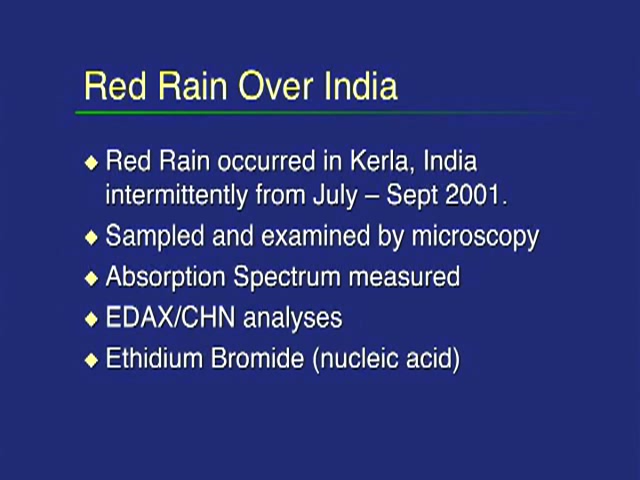 Red Rain Over India
◆ Red Rain occurred in Kerla, India
intermittently from July – Sept 2001.
◆ Sampled and examined by microscopy
◆ Absorption Spectrum measured
◆ EDAX/CHN analyses
◆ Ethidium Bromide (nucleic acid)